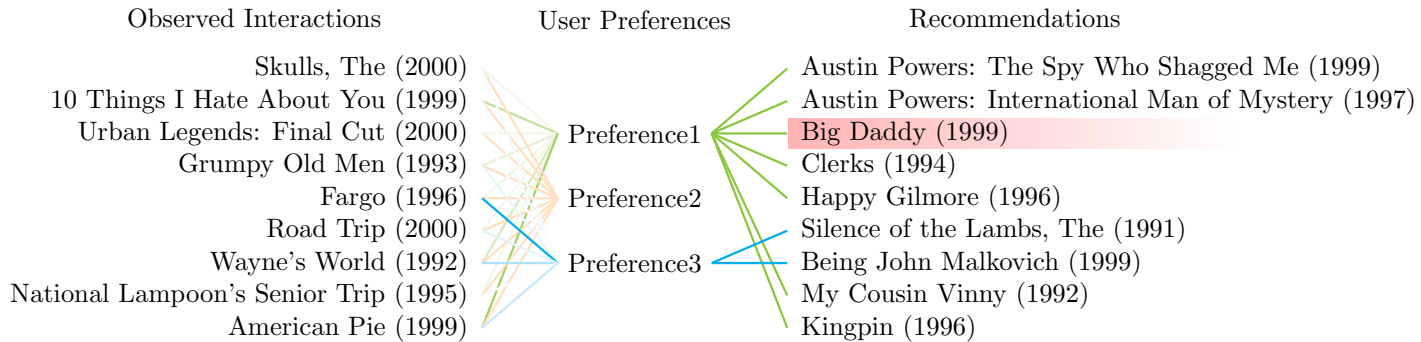 Observed Interactions
User Preferences
Recommendations
Skulls, The (2000)
10 Things I Hate About You (1999)
Urban Legends: Final Cut (2000)
Grumpy Old Men (1993)
Fargo (1996)
Road Trip (2000)
Wayne's World (1992)
National Lampoon's Senior Trip (1995)
American Pie (1999)
Preference1
Preference2
Preference3
Austin Powers: The Spy Who Shagged Me (1999)
Austin Powers: International Man of Mystery (1997)
Big Daddy (1999)
Clerks (1994)
Happy Gilmore (1996)
Silence of the Lambs, The (1991)
Being John Malkovich (1999)
My Cousin Vinny (1992)
Kingpin (1996)